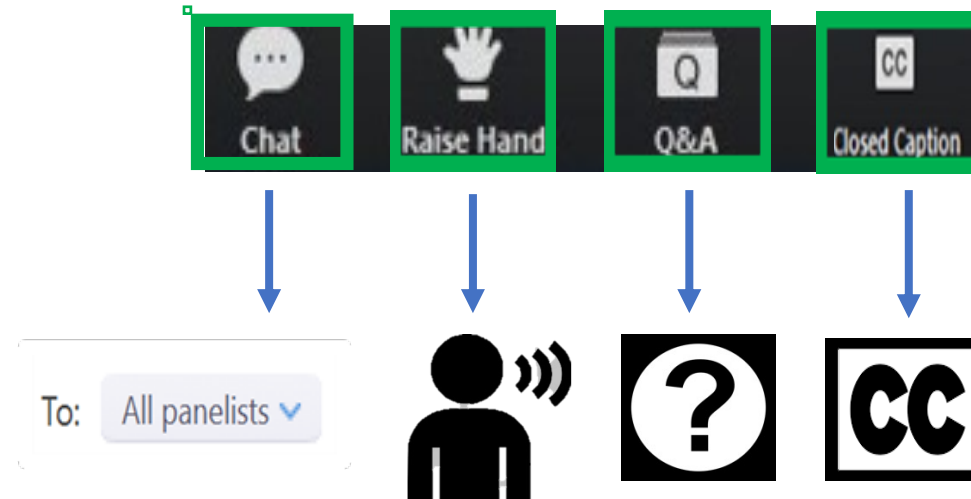 CC
Q
Chat
Raise Hand
Q&A
Closed Caption
To: All panelists
?
CC